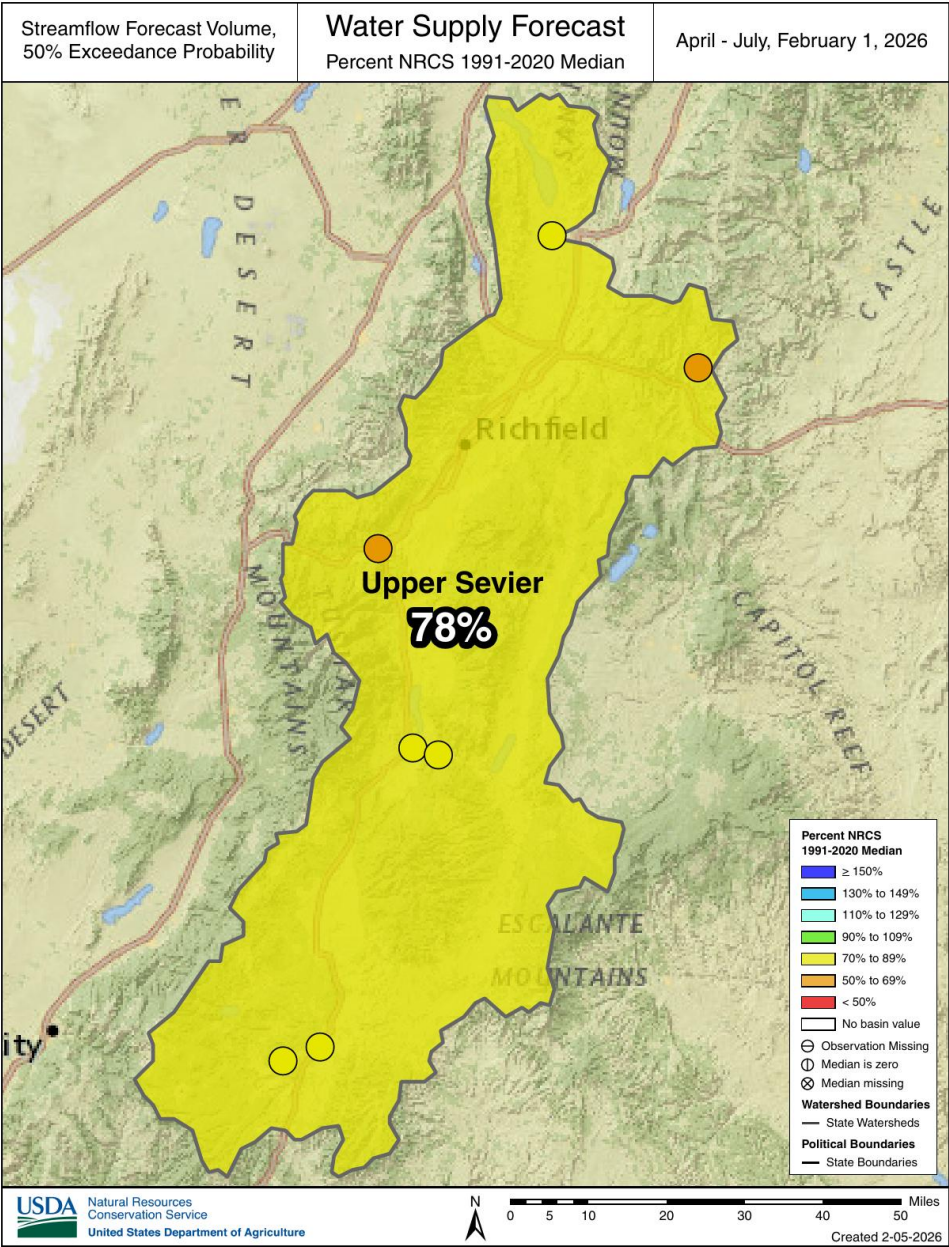 Streamflow Forecast Volume,
50% Exceedance Probability
Water Supply Forecast
Percent NRCS 1991-2020 Median
April - July, February 1, 2026
ER DESERT
SAN
MOUN
CASTLE
Richfield
Upper Sevier
78%
MOUNTAINS
TUSHAR
CAPITOL REEF
DESERT
ESCALANTE
MOUNTAINS
ity
Percent NRCS
1991-2020 Median
≥ 150%
130% to 149%
110% to 129%
90% to 109%
70% to 89%
50% to 69%
< 50%
No basin value
Observation Missing
Median is zero
Median missing
Watershed Boundaries
State Watersheds
Political Boundaries
State Boundaries
USDA
Natural Resources
Conservation Service
United States Department of Agriculture
N
Miles
0 5 10 20 30 40 50
Created 2-05-2026